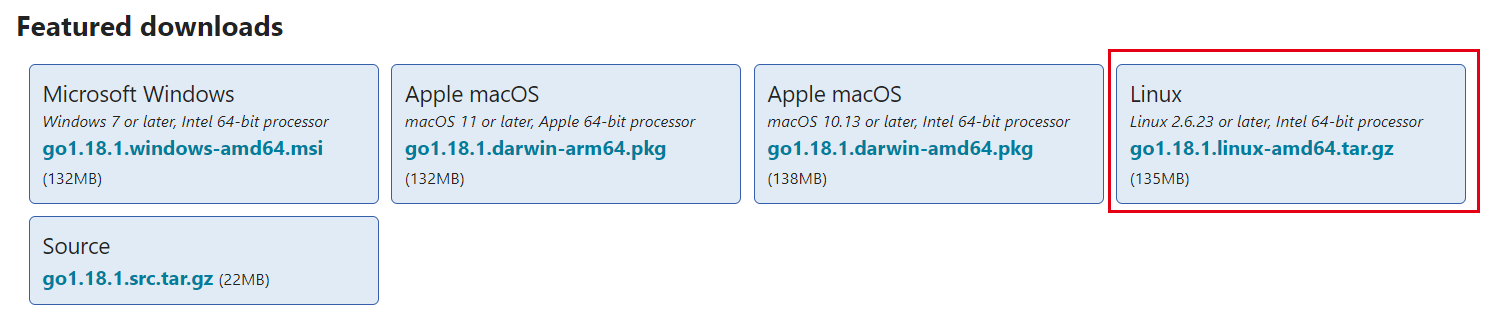 Featured downloads
Microsoft Windows
Windows 7 or later, Intel 64-bit processor
go1.18.1.windows-amd64.msi
(132MB)
Apple macOS
macOS 11 or later, Apple 64-bit processor
go1.18.1.darwin-arm64.pkg
(132MB)
Apple macOS
macOS 10.13 or later, Intel 64-bit processor
go1.18.1.darwin-amd64.pkg
(138MB)
Linux
Linux 2.6.23 or later, Intel 64-bit processor
go1.18.1.linux-amd64.tar.gz
(135MB)
Source
go1.18.1.src.tar.gz (22MB)